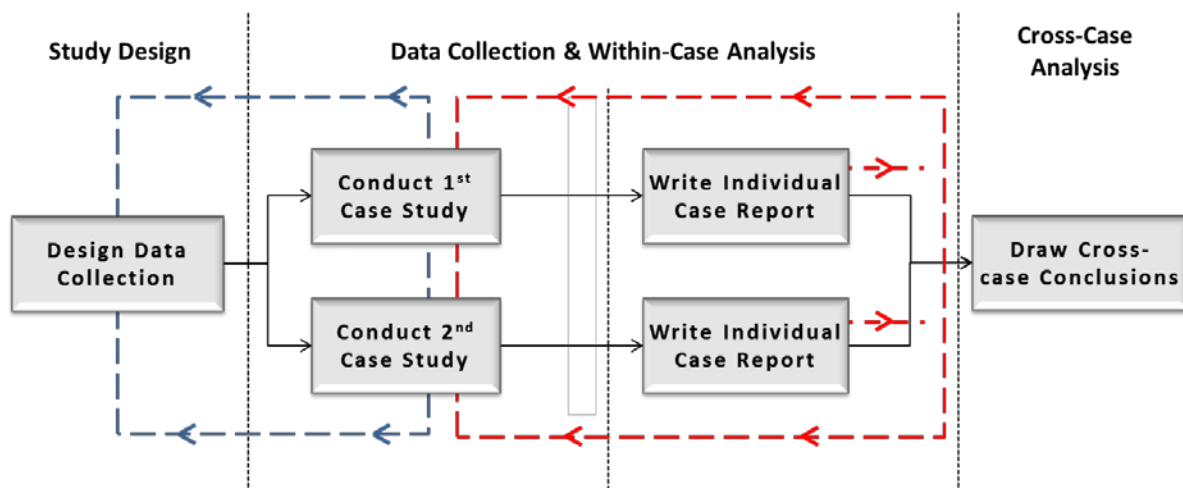 Study Design
Data Collection & Within-Case Analysis
Cross-Case
Analysis
Design Data
Collection
Conduct 1st
Case Study
Conduct 2nd
Case Study
Write Individual
Case Report
Write Individual
Case Report
Draw Cross-
case Conclusions